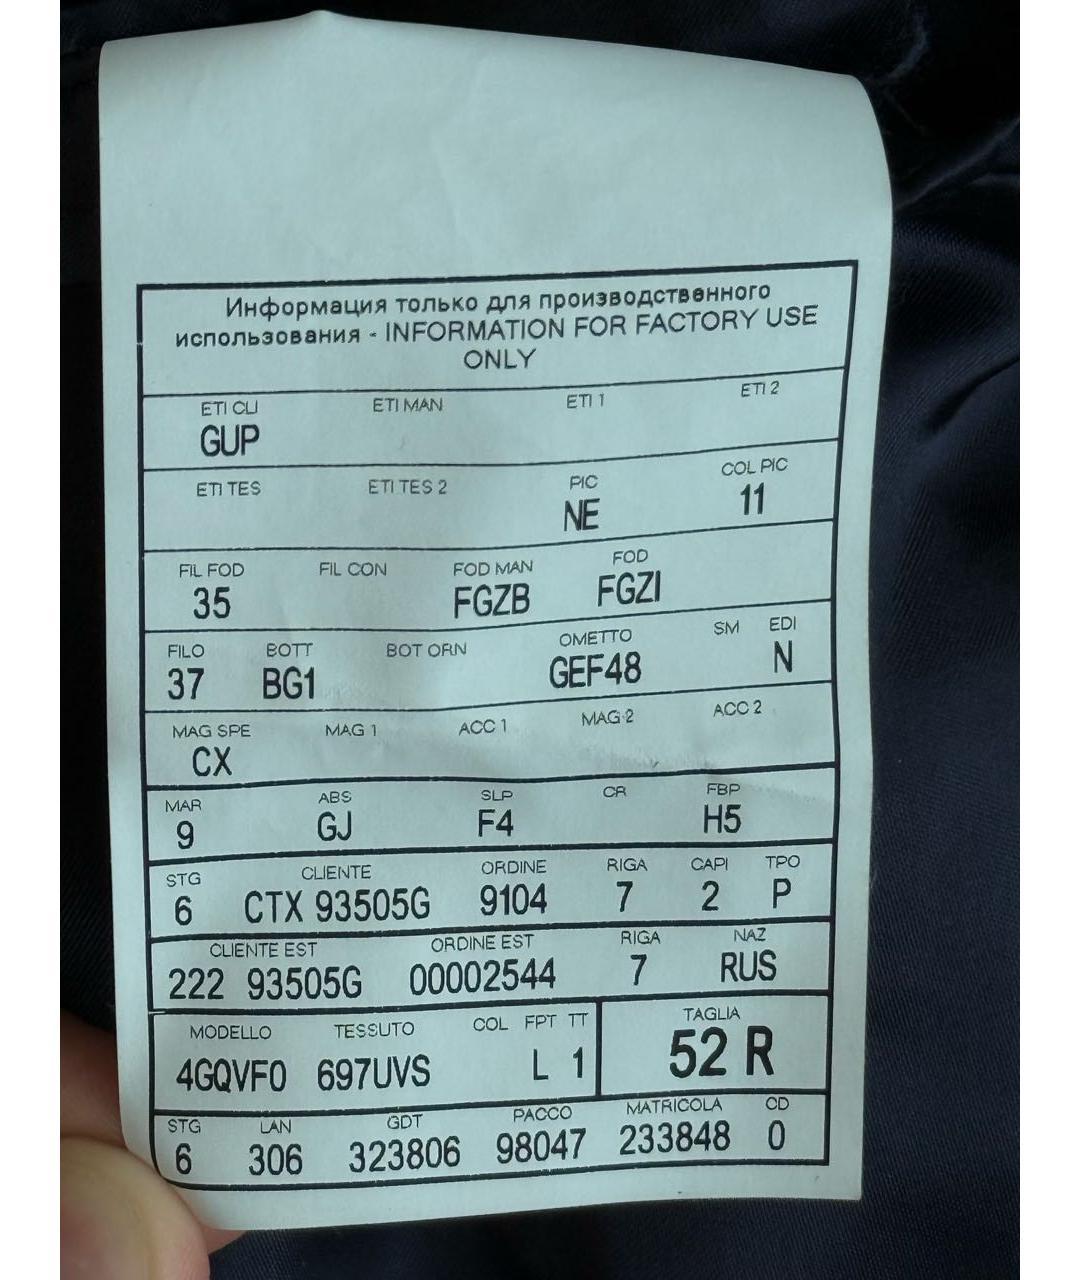 Информация только для производственного
использования - INFORMATION FOR FACTORY USE
ONLY
ETI CLI ETI MAN ETI 1 ETI 2
GUP
ETI TES ETI TES 2 PIC COL PIC
NE 11
FIL FOD FIL CON FOD MAN FOD
35 FGZB FGZI
FILO BOTT BOT ORN OMETTO SM EDI
37 BG1 GEF48 N
MAG SPE MAG 1 ACC 1 MAG 2 ACC 2
CX
MAR ABS SLP CR FBP
9 GJ F4 H5
STG CLIENTE ORDINE RIGA CAPI TPO
6 CTX 93505G 9104 7 2 P
CLIENTE EST ORDINE EST RIGA NAZ
222 93505G 00002544 7 RUS
MODELLO TESSUTO COL FPT TT TAGLIA
4GQVF0 697UVS L 1 52 R
STG LAN GDT PACCO MATRICOLA CD
6 306 323806 98047 233848 0